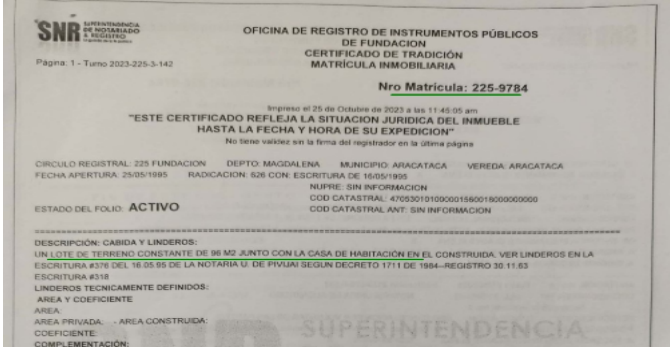 SNR SUPERINTENDENCIA
DE NOTARIADO
& REGISTRO
OFICINA DE REGISTRO DE INSTRUMENTOS PÚBLICOS
DE FUNDACION
CERTIFICADO DE TRADICIÓN
MATRÍCULA INMOBILIARIA
Página: 1 - Turno 2023-225-3-142
Nro Matrícula: 225-9784
Impreso el 25 de Octubre de 2023 a las 11:45:05 am
"ESTE CERTIFICADO REFLEJA LA SITUACION JURIDICA DEL INMUEBLE
HASTA LA FECHA Y HORA DE SU EXPEDICION"
No tiene validez sin la firma del registrador en la última página
CIRCULO REGISTRAL: 225 FUNDACION DEPTO: MAGDALENA MUNICIPIO: ARACATACA VEREDA: ARACATACA
FECHA APERTURA: 25/05/1995 RADICACION: 626 CON: ESCRITURA DE 16/05/1995
NUPRE: SIN INFORMACION
COD CATASTRAL:
COD CATASTRAL ANT: SIN INFORMACION
ESTADO DEL FOLIO: ACTIVO
DESCRIPCIÓN: CABIDA Y LINDEROS:
UN LOTE DE TERRENO CONSTANTE DE 96 M2 JUNTO CON LA CASA DE HABITACIÓN EN EL CONSTRUIDA. VER LINDEROS EN LA
ESCRITURA #376 DEL 16.05.95 DE LA NOTARIA U. DE PIVIJAI SEGUN DECRETO 1711 DE 1984--REGISTRO 30.11.63
ESCRITURA #318
LINDEROS TECNICAMENTE DEFINIDOS:
AREA Y COEFICIENTE
AREA:
AREA PRIVADA: - AREA CONSTRUIDA:
COEFICIENTE:
COMPLEMENTACIÓN:
SUPERINTENDENCIA